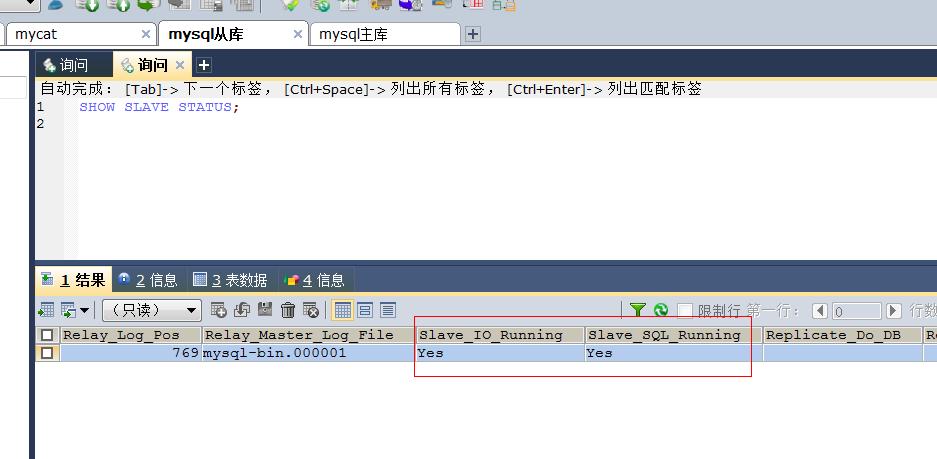 mycat mysql从库 mysql主库
询问 询问
自动完成： [Tab]-> 下一个标签， [Ctrl+Space]-> 列出所有标签， [Ctrl+Enter]-> 列出匹配标签
1 SHOW SLAVE STATUS;
2
1 结果 2 信息 3 表数据 4 信息
（只读） 限制行 第一行： 0 行数
Relay_Log_Pos Relay_Master_Log_File Slave_IO_Running Slave_SQL_Running Replicate_Do_DB
769 mysql-bin.000001 Yes Yes